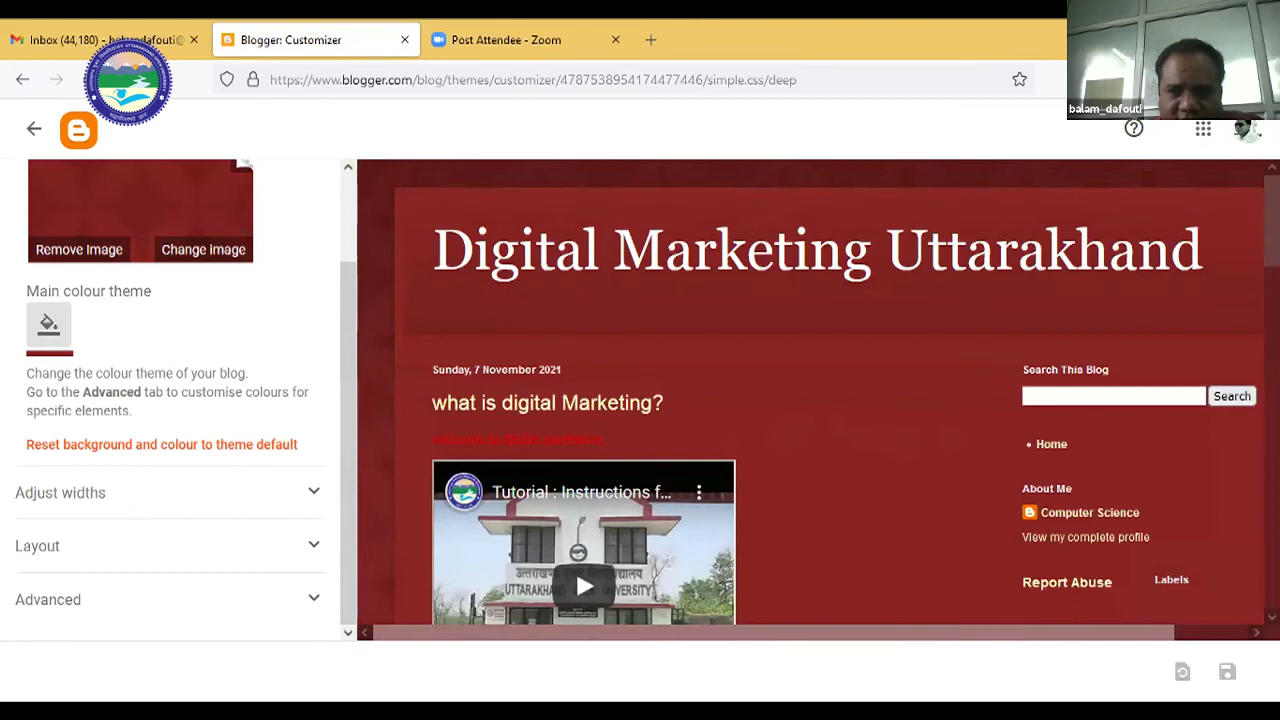 Inbox (44,180) - balamdafouti@
Blogger: Customizer
Post Attendee - Zoom
https://www.blogger.com/blog/themes/customizer/4787538954174477446/simple.css/deep
balam_dafouti
Remove Image
Change image
Main colour theme
Change the colour theme of your blog.
Go to the Advanced tab to customise colours for
specific elements.
Reset background and colour to theme default
Adjust widths
Layout
Advanced
Digital Marketing Uttarakhand
Sunday, 7 November 2021
what is digital Marketing?
Tutorial : Instructions f...
UTTARAKHAND
UNIVERSITY
Search This Blog
Search
Home
About Me
Computer Science
View my complete profile
Report Abuse
Labels